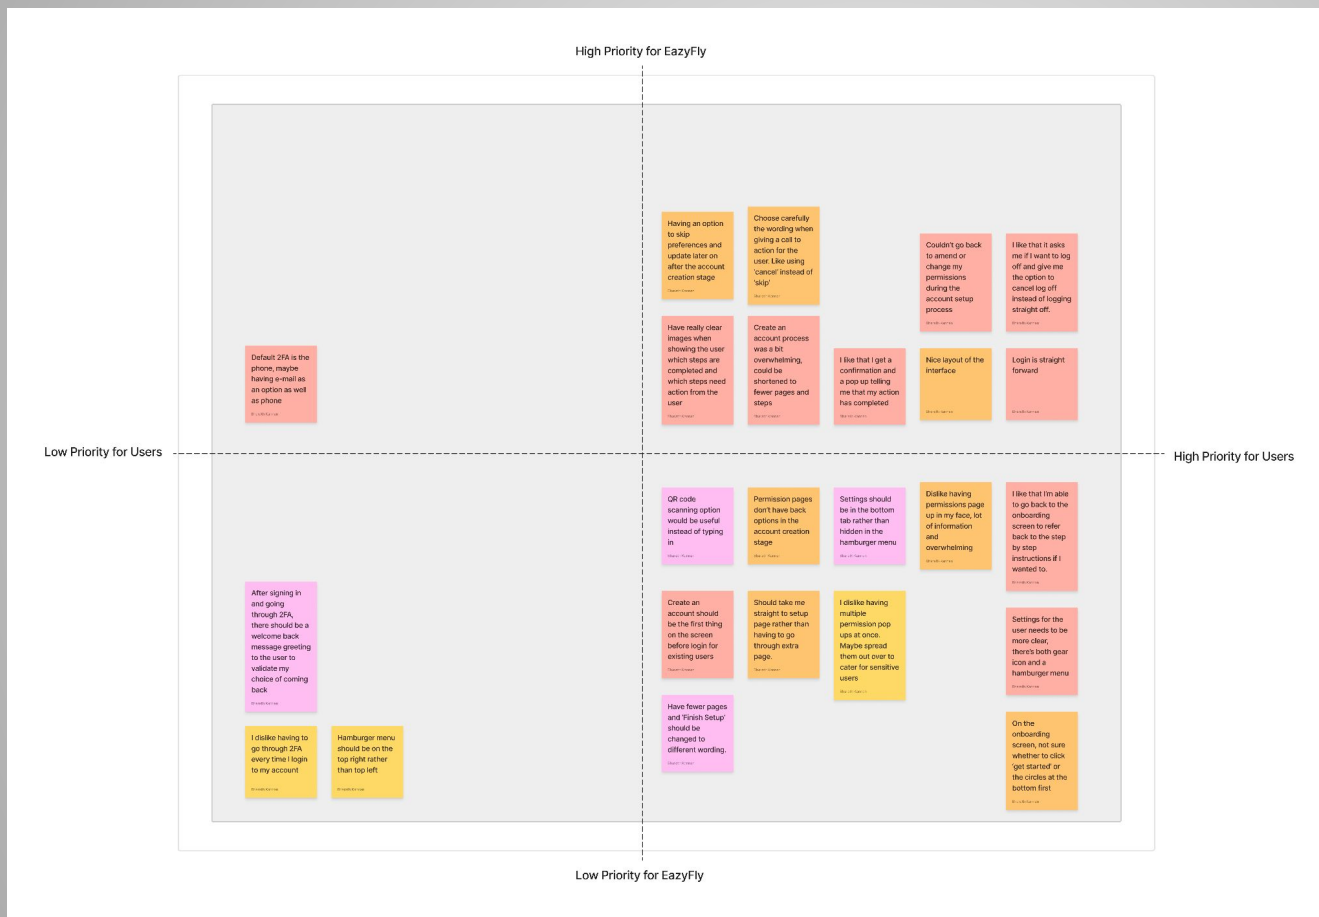 High Priority for EazyFly
Having an option
to skip
preferences and
update later on
after the account
creation stage
Choose carefully
the wording when
giving a call to
action for the
user. Like using
'cancel' instead of
'skip'
Couldn't go back
to amend or
change my
permissions
during the
account setup
process
I like that it asks
me if I want to log
off and give me
the option to
cancel log off
instead of logging
straight off.
Default 2FA is the
phone, maybe
having e-mail as
an option as well
as phone
Have really clear
images when
showing the user
which steps are
completed and
which steps need
action from the
user
Create an
account process
was a bit
overwhelming,
could be
shortened to
fewer pages and
steps
I like that I get a
confirmation and
a pop up telling
me that my action
has completed
Nice layout of the
interface
Login is straight
forward
Low Priority for Users
High Priority for Users
QR code
scanning option
would be useful
instead of typing
in
Permission pages
don't have back
options in the
account creation
stage
Settings should
be in the bottom
tab rather than
hidden in the
hamburger menu
Dislike having
permissions page
up in my face, lot
of information
and
overwhelming
I like that I'm able
to go back to the
onboarding
screen to refer
back to the step
by step
instructions if I
wanted to.
After signing in
and going
through 2FA,
there should be a
welcome back
message greeting
to the user to
validate my
choice of coming
back
Create an
account should
be the first thing
on the screen
before login for
existing users
Should take me
straight to setup
page rather than
having to go
through extra
page.
I dislike having
multiple
permission pop
ups at once.
Maybe spread
them out over to
cater for sensitive
users
Settings for the
user needs to be
more clear,
there's both gear
icon and a
hamburger menu
Have fewer pages
and 'Finish Setup'
should be
changed to
different wording.
I dislike having to
go through 2FA
every time I login
to my account
Hamburger menu
should be on the
top right rather
than top left
On the
onboarding
screen, not sure
whether to click
'get started' or
the circles at the
bottom first
Low Priority for EazyFly